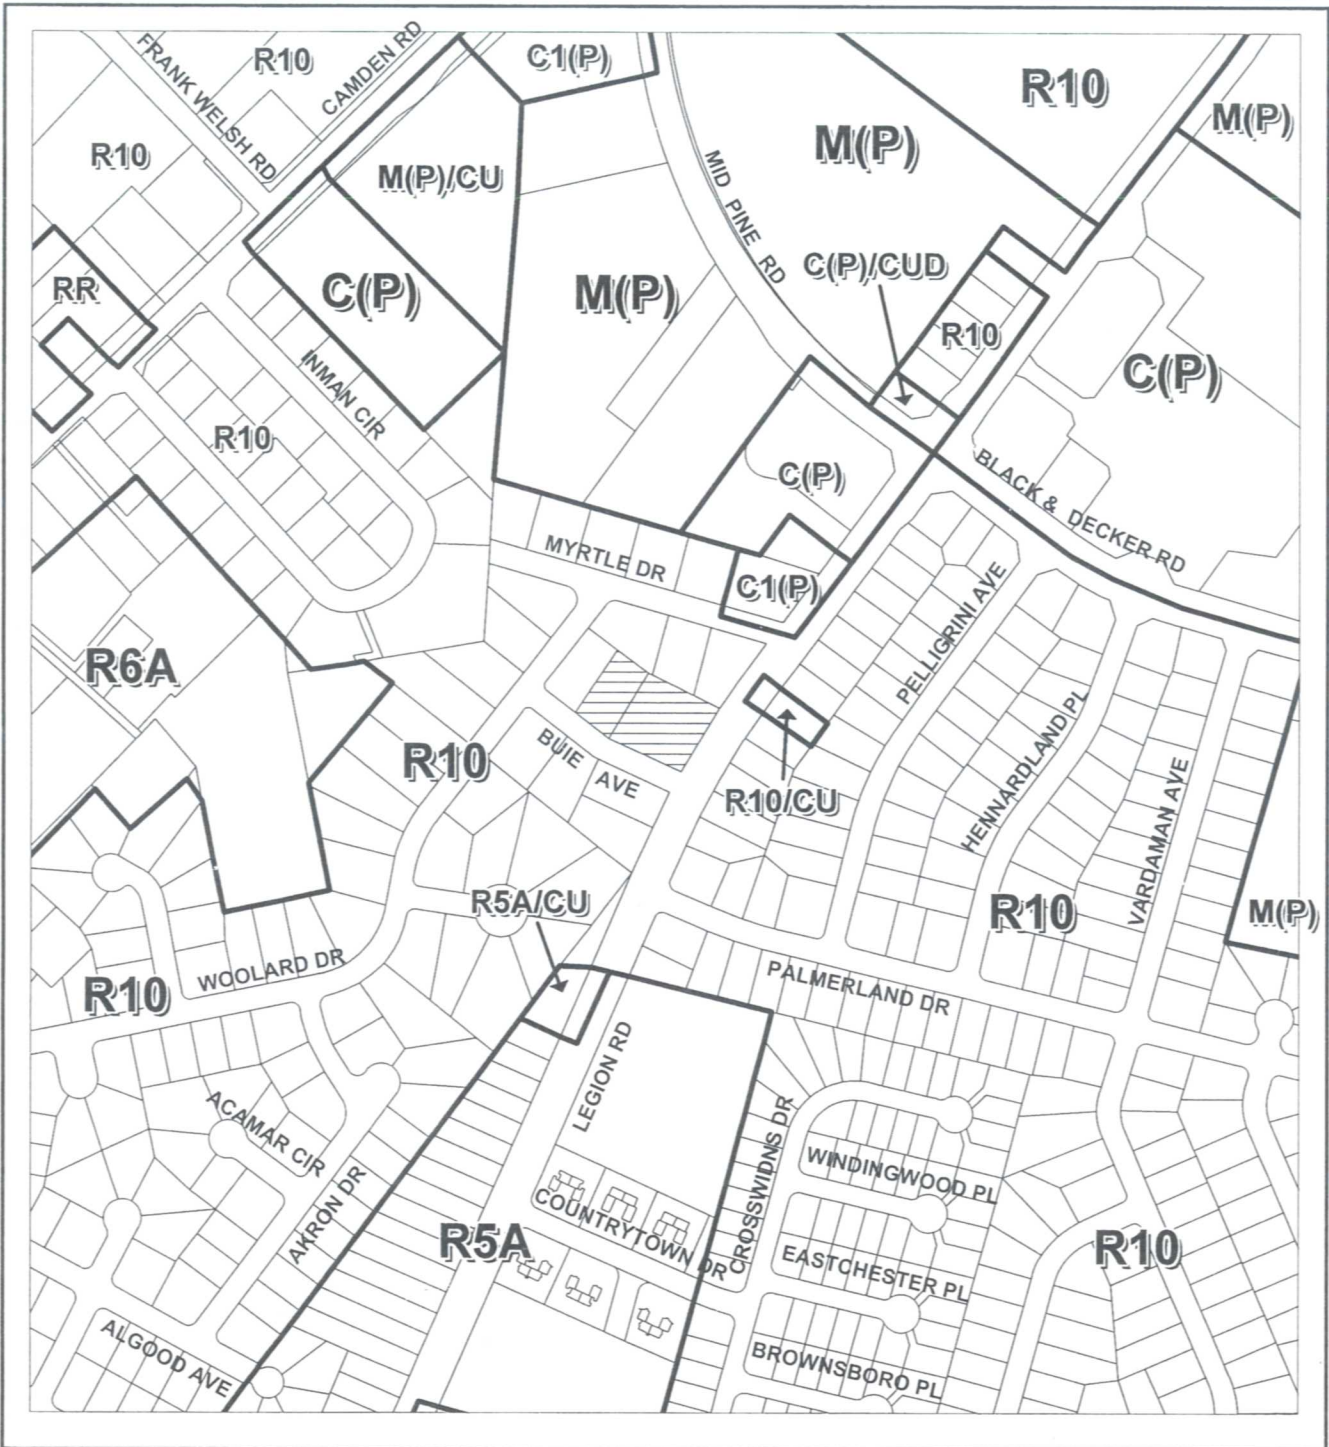 FRANK WELSH RD
R10
CAMDEN RD
C1(P)
R10
M(P)
R10
M(P)
M(P)/CU
MID PINE RD
RR
C(P)
M(P)
C(P)/CUD
R10
C(P)
INMAN CIR
R10
C(P)
BLACK & DECKER RD
MYRTLE DR
C1(P)
PELLIGRINI AVE
R6A
R10
BUIE AVE
R10/CU
HENNARDLAND PL
VARDAMAN AVE
R5A/CU
R10
M(P)
R10
WOOLARD DR
PALMERLAND DR
LEGION RD
ACAMAR CIR
AKRON DR
CROSSWIDNS DR
WINDINGWOOD PL
COUNTRYTOWN DR
R5A
EASTCHESTER PL
R10
ALGOOD AVE
BROWNSBORO PL